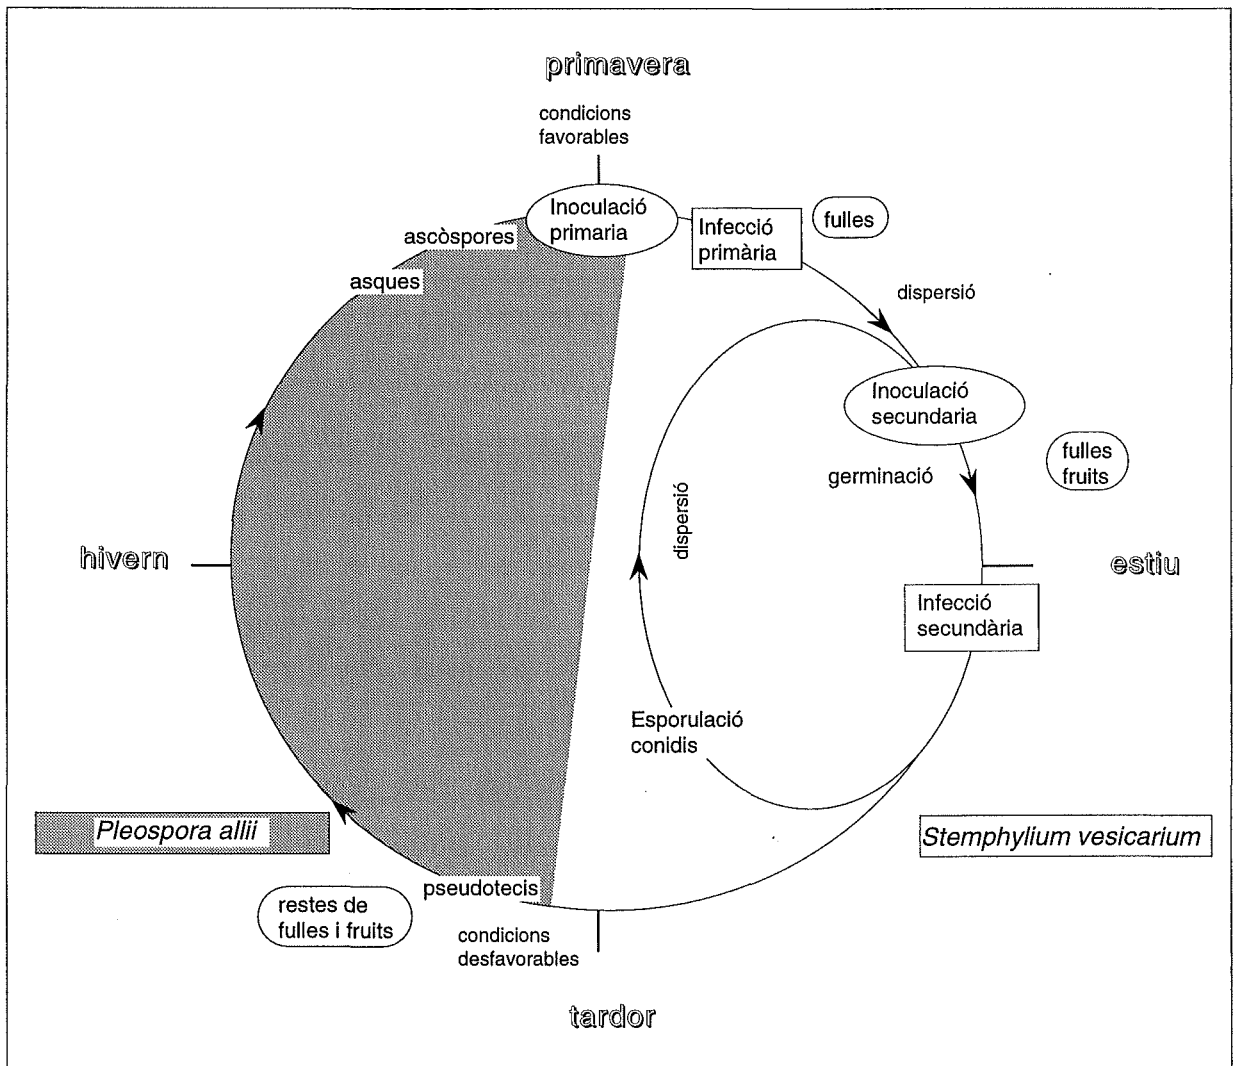 primavera
condicions
favorables
Inoculació
primaria
Infecció
primària
fulles
ascòspores
asques
dispersió
Inoculació
secundaria
fulles
fruits
germinació
dispersió
hivern
estiu
Infecció
secundària
Esporulació
conidis
Pleospora allii
Stemphylium vesicarium
pseudotecis
restes de
fulles i fruits
condicions
desfavorables
tardor